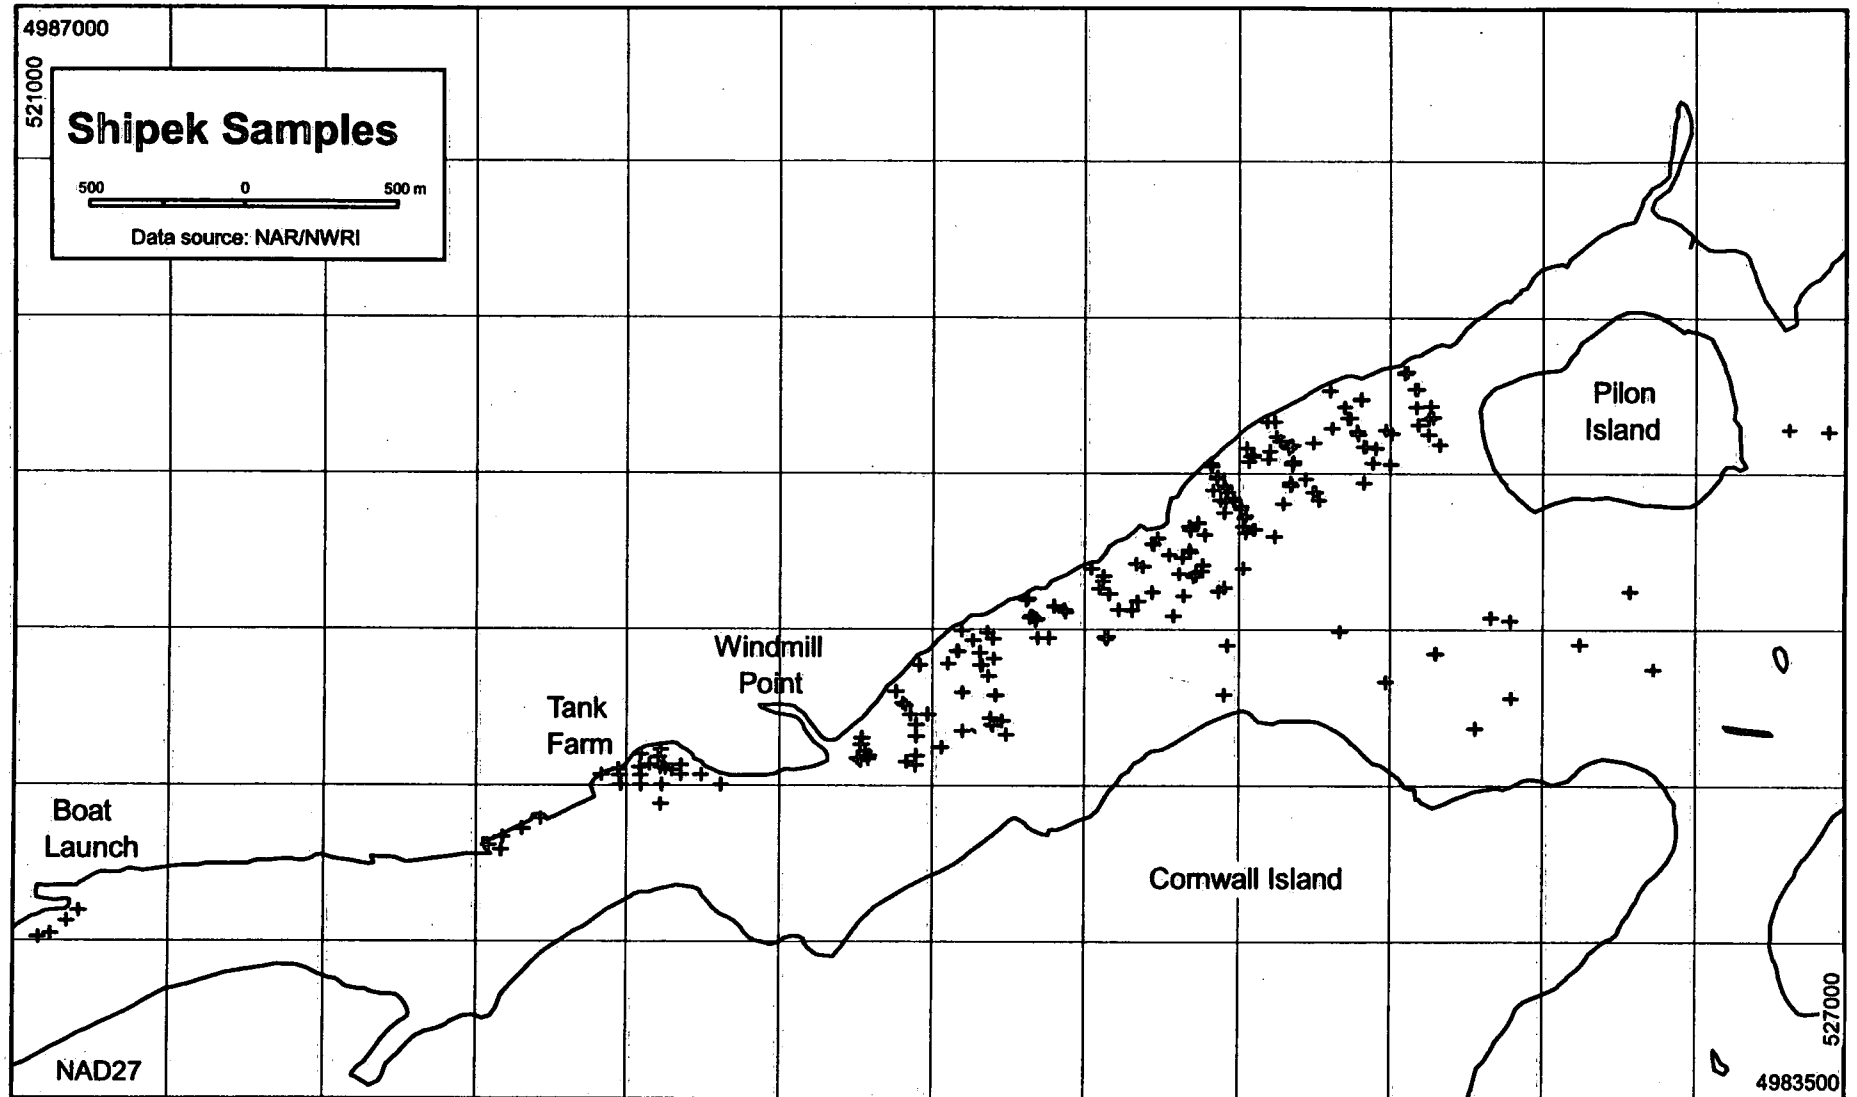 4987000
521000
Shipek Samples
500 0 500 m
Data source: NAR/NWRI
Pilon
Island
Windmill
Point
Tank
Farm
Boat
Launch
Cornwall Island
527000
NAD27
4983500